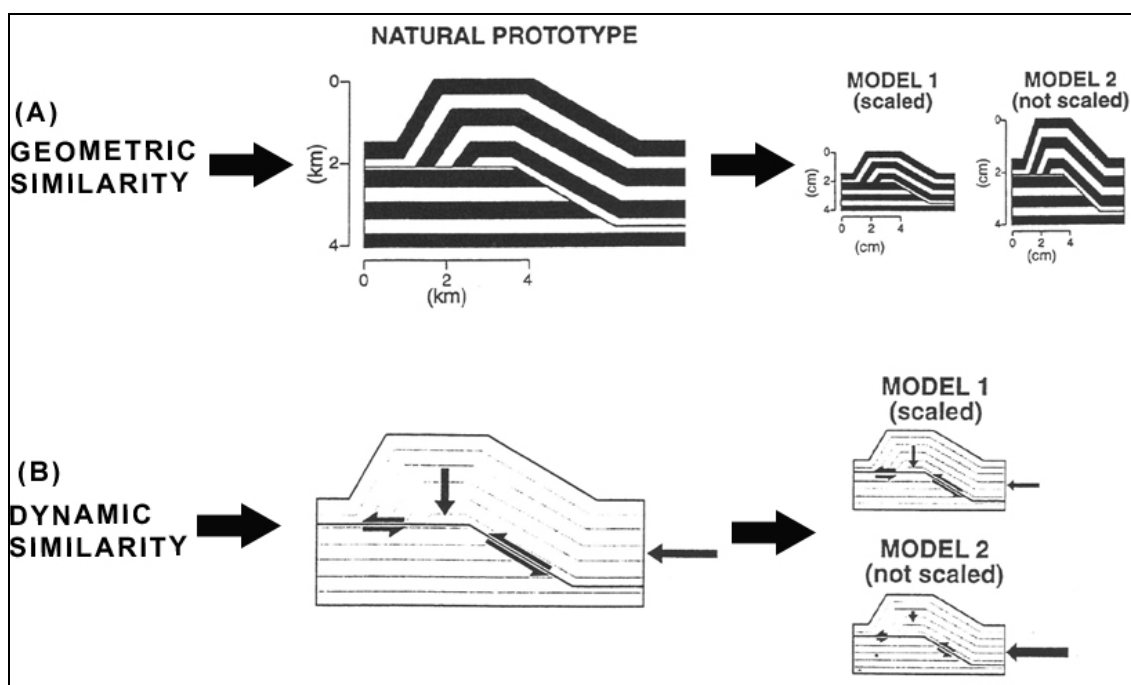 NATURAL PROTOTYPE
(A)
GEOMETRIC
SIMILARITY
0
2
4
(km)
0
2
4
(km)
MODEL 1
(scaled)
0
2
4
(cm)
0
2
4
(cm)
MODEL 2
(not scaled)
0
2
4
(cm)
0
2
4
(cm)
(B)
DYNAMIC
SIMILARITY
MODEL 1
(scaled)
MODEL 2
(not scaled)